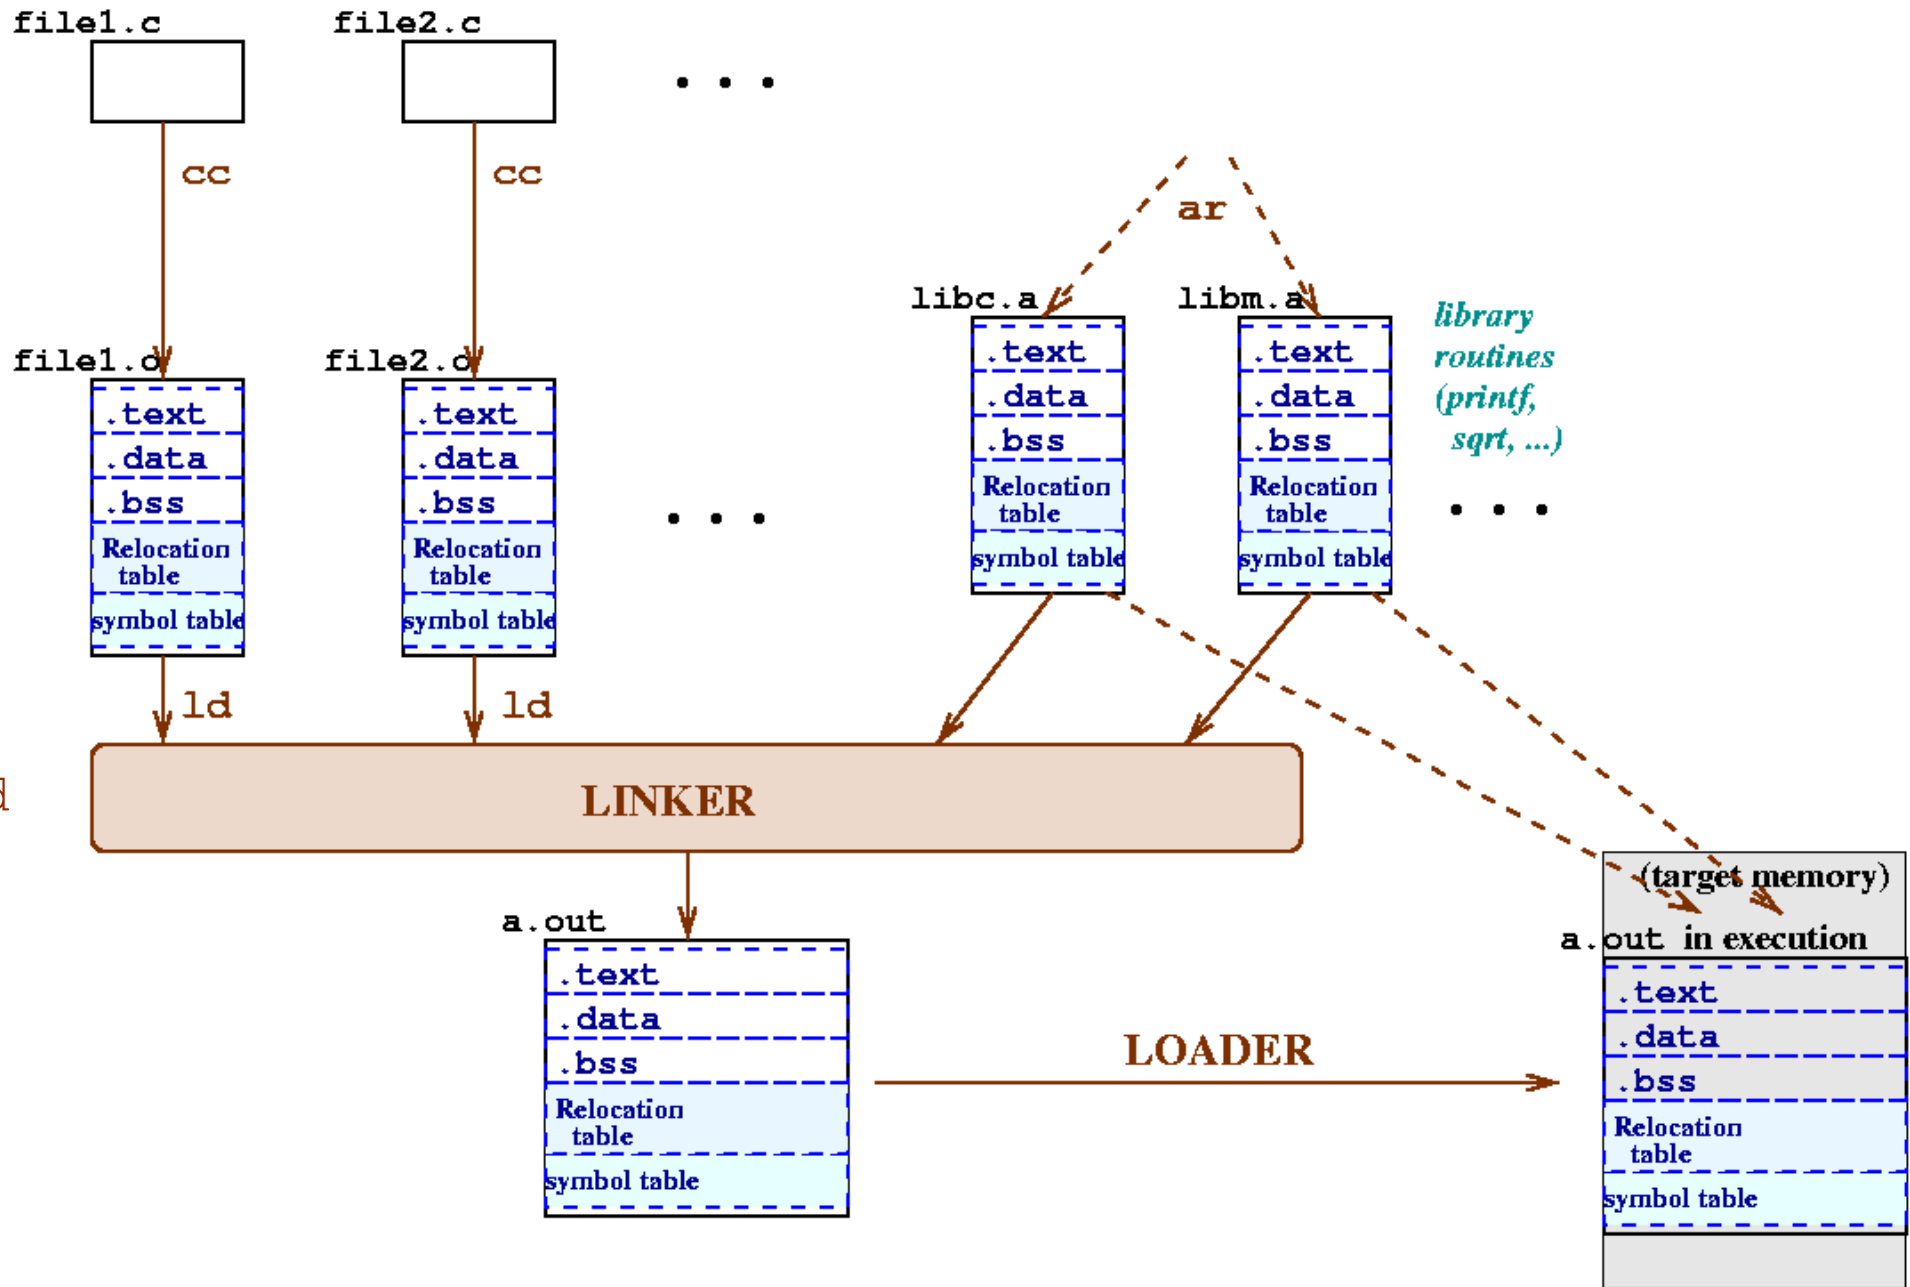 file1.c
file2.c
. . .
cc
cc
ar
libc.a
libm.a
library
routines
(printf,
sqrt, ...)
.text
.data
.bss
Relocation
table
symbol table
.text
.data
.bss
Relocation
table
symbol table
. . .
file1.o
file2.o
.text
.data
.bss
Relocation
table
symbol table
.text
.data
.bss
Relocation
table
symbol table
. . .
ld
ld
LINKER
a.out
.text
.data
.bss
Relocation
table
symbol table
LOADER
(target memory)
a.out in execution
.text
.data
.bss
Relocation
table
symbol table